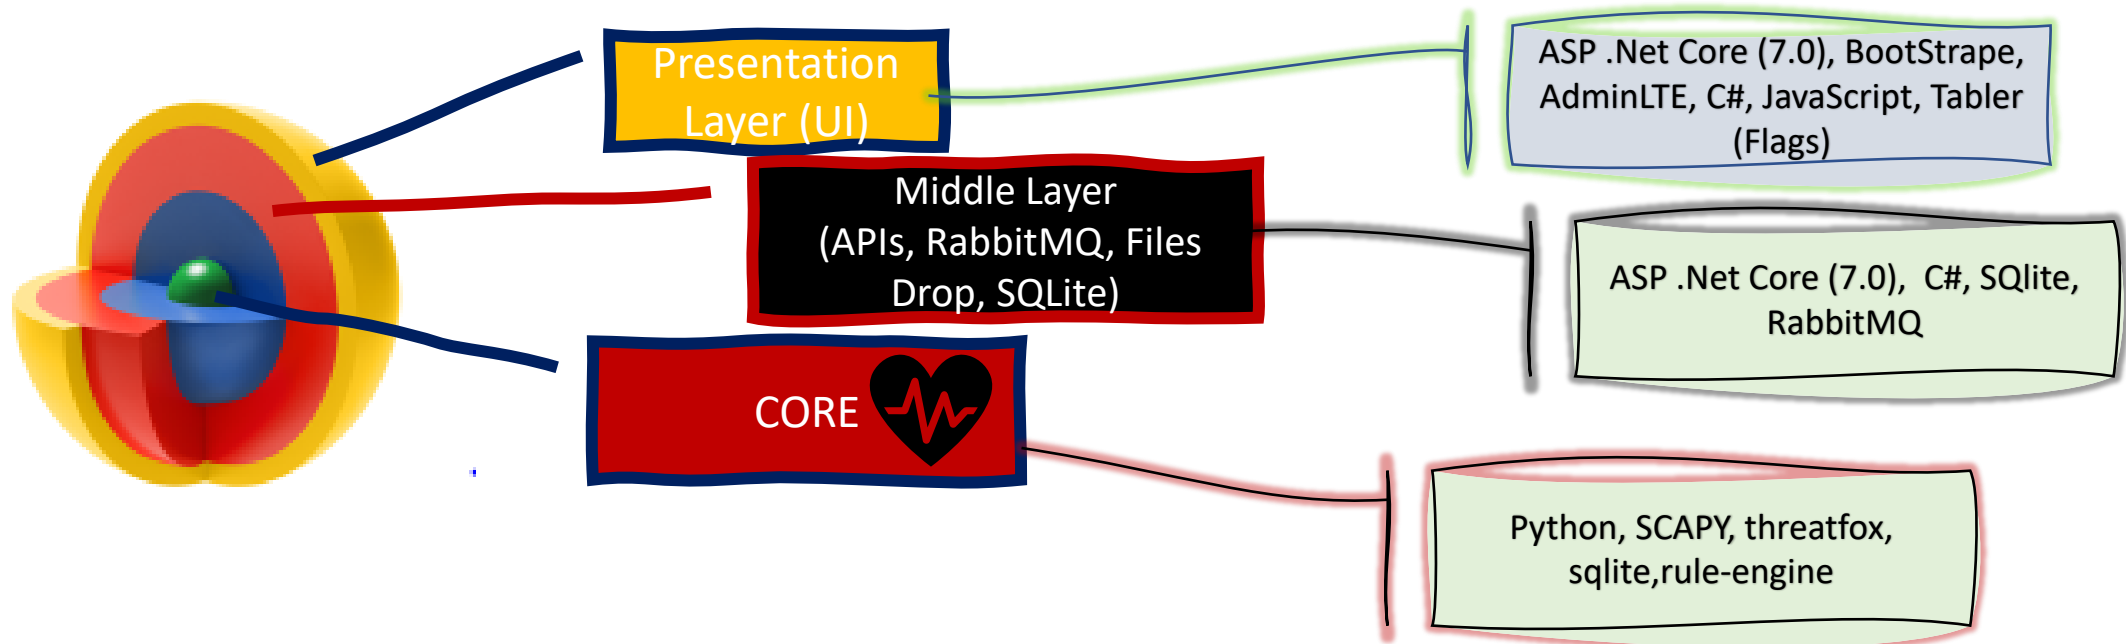 Presentation
Layer (UI)
ASP .Net Core (7.0), BootStrape,
AdminLTE, C#, JavaScript, Tabler
(Flags)
Middle Layer
(APIs, RabbitMQ, Files
Drop, SQLite)
ASP .Net Core (7.0), C#, SQlite,
RabbitMQ
CORE
Python, SCAPY, threatfox,
sqlite,rule-engine